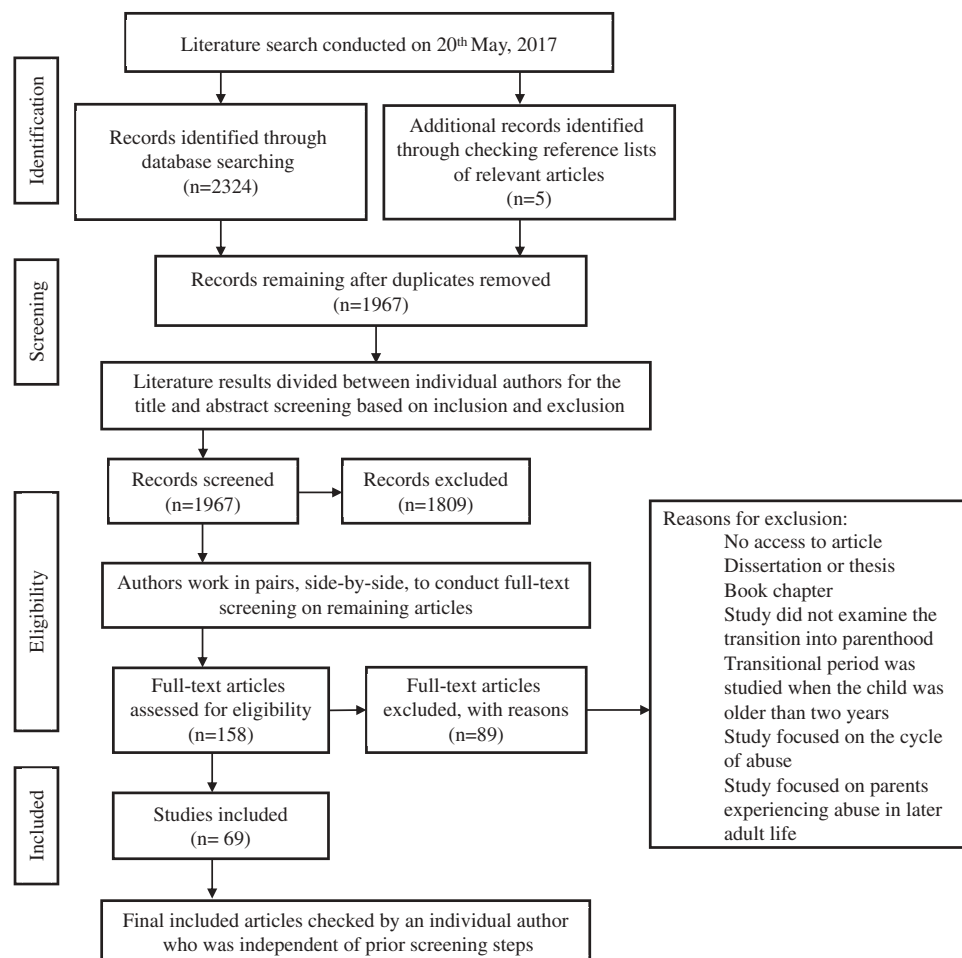 Literature search conducted on 20th May, 2017
Identification
Records identified through
database searching
(n=2324)
Additional records identified
through checking reference lists
of relevant articles
(n=5)
Screening
Records remaining after duplicates removed
(n=1967)
Literature results divided between individual authors for the
title and abstract screening based on inclusion and exclusion
Eligibility
Records screened
(n=1967)
Records excluded
(n=1809)
Authors work in pairs, side-by-side, to conduct full-text
screening on remaining articles
Full-text articles
assessed for eligibility
(n=158)
Full-text articles
excluded, with reasons
(n=89)
Reasons for exclusion:
No access to article
Dissertation or thesis
Book chapter
Study did not examine the
transition into parenthood
Transitional period was
studied when the child was
older than two years
Study focused on the cycle
of abuse
Study focused on parents
experiencing abuse in later
adult life
Included
Studies included
(n= 69)
Final included articles checked by an individual author
who was independent of prior screening steps